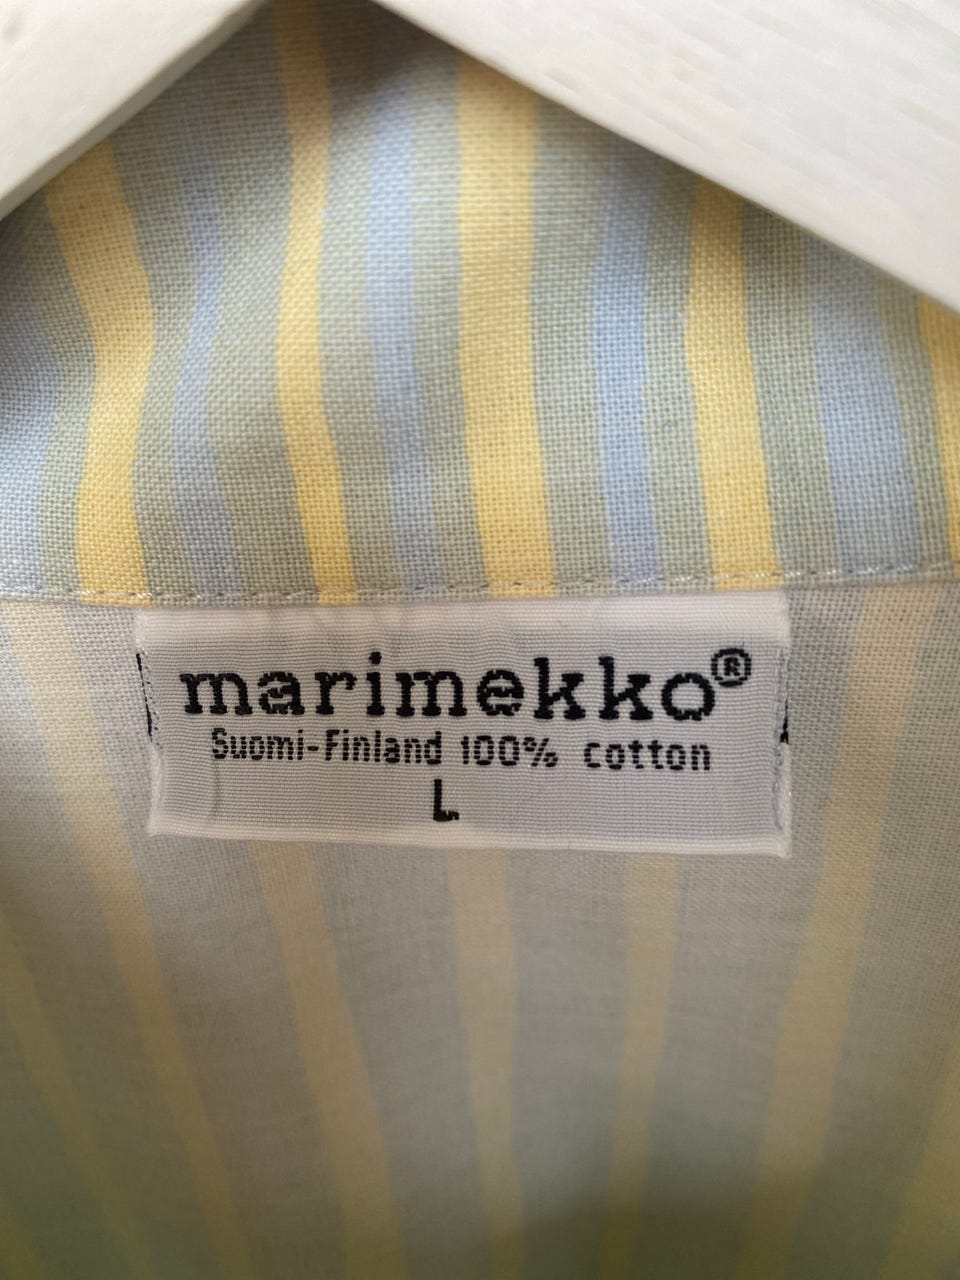 marimekko®
Suomi-Finland 100% cotton
L